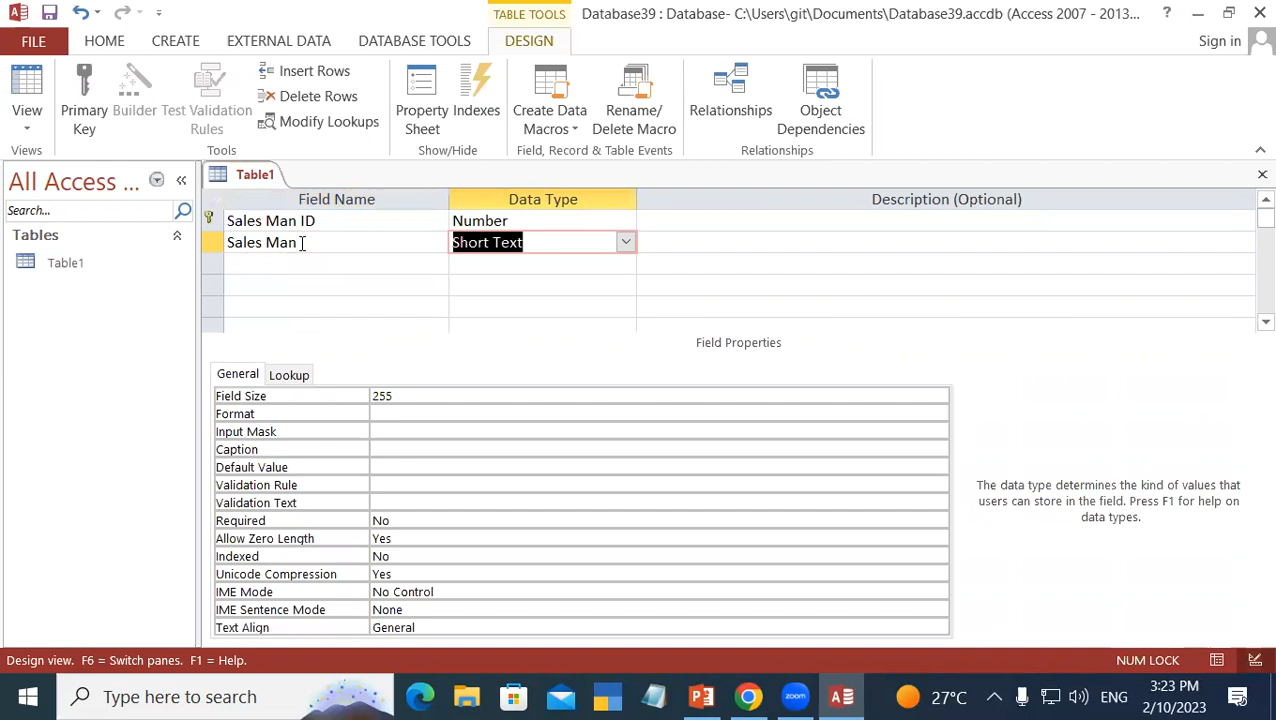 TABLE TOOLS
Database39 : Database- C:\Users\git\Documents\Database39.accdb (Access 2007 - 2013...
?
FILE
HOME
CREATE
EXTERNAL DATA
DATABASE TOOLS
DESIGN
Sign in
View
Primary Key
Builder
Test Validation Rules
Insert Rows
Delete Rows
Modify Lookups
Property Sheet
Indexes
Create Data Macros
Rename/ Delete Macro
Relationships
Object Dependencies
Views
Tools
Show/Hide
Field, Record & Table Events
Relationships
All Access ...
Search...
Tables
Table1
Table1
Field Name Data Type Description (Optional)
Sales Man ID Number
Sales Man Short Text
Field Properties
General Lookup
Field Size 255
Format
Input Mask
Caption
Default Value
Validation Rule
Validation Text
Required No
Allow Zero Length Yes
Indexed No
Unicode Compression Yes
IME Mode No Control
IME Sentence Mode None
Text Align General
The data type determines the kind of values that
users can store in the field. Press F1 for help on
data types.
Design view. F6 = Switch panes. F1 = Help.
NUM LOCK
Type here to search
27°C
ENG
3:23 PM
2/10/2023